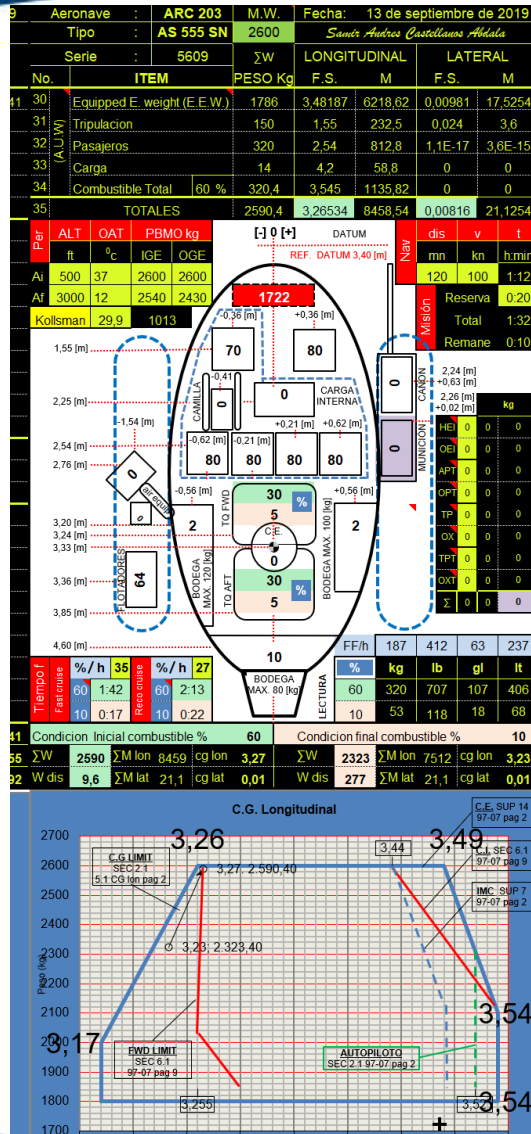 9 Aeronave : ARC 203 M.W. Fecha: 13 de septiembre de 2019
Tipo : AS 555 SN 2600 Samir Andres Castellanos Abdala
Serie : 5609 ∑W LONGITUDINAL LATERAL
No. ITEM PESO Kg F.S. M F.S. M
41 30 Equipped E. weight (E.E.W.) 1786 3,48187 6218,62 0,00981 17,5254
(A.U.W)
31 Tripulacion 150 1,55 232,5 0,024 3,6
32 Pasajeros 320 2,54 812,8 1,1E-17 3,6E-15
33 Carga 14 4,2 58,8 0 0
34 Combustible Total 60 % 320,4 3,545 1135,82 0 0
35 TOTALES 2590,4 3,26534 8458,54 0,00816 21,1254
Per ALT OAT PBMO kg [-] 0 [+] DATUM Nav dis v t
ft ⁰c IGE OGE REF. DATUM 3,40 [m] mn kn h:min
Ai 500 37 2600 2600 120 100 1:12
Af 3000 12 2540 2430 1722 Misión Reserva 0:20
Kollsman 29,9 1013 Total 1:32
Remane 0:10
-0,36 [m] +0,36 [m]
1,55 [m] 70 80
2,24 [m]
+0,63 [m]
0 CAÑON
-0,41
2,25 [m] CAMILLA 0 0 CARGA INTERNA
2,26 [m]
+0,02 [m] kg
-1,54 [m] -0,62 [m] -0,21 [m] +0,21 [m] +0,62 [m]
2,54 [m] 80 80 80 80
2,76 [m] 0
0 MUNICIÓN
HEI 0 0 0
OEI 0 0 0
APT 0 0 0
OPT 0 0 0
TP 0 0 0
OX 0 0 0
TPT 0 0 0
OXT 0 0 0
∑ 0 0 0
air equip
0
-0,56 [m] TQ FWD 30 % 5 +0,56 [m]
3,20 [m] 2 2
3,24 [m] C.E.
3,33 [m] 0
3,36 [m] FLOTADORES 64 BODEGA MAX. 120 [kg] TQ AFT 30 % 5 BODEGA MAX. 100 [kg]
3,85 [m]
4,60 [m] 10
BODEGA
MAX. 80 [kg]
FF/h 187 412 63 237
Tiempo f Fast cruise %/ h 35 Reco cruise %/ h 27 LECTURA % kg lb gl lt
60 1:42 60 2:13 60 320 707 107 406
10 0:17 10 0:22 10 53 118 18 68
41 Condicion Inicial combustible % 60 Condicion final combustible % 10
55 ∑W 2590 ∑M lon 8459 cg lon 3,27 ∑W 2323 ∑M lon 7512 cg lon 3,23
92 W dis 9,6 ∑M lat 21,1 cg lat 0,01 W dis 277 ∑M lat 21,1 cg lat 0,01
C.G. Longitudinal
C.E. SUP 14
97-07 pag 2
2700
3,26 3,44 3,49
C.I. SEC 6.1
97-07 pag 9
2600
C.G LIMIT
SEC 2.1
5.1 CG lon pag 2
3,27; 2.590,40
IMC SUP 7
97-07 pag 2
2500
2400
3,23; 2.323,40
2300
Peso (kg)
2200
2100
3,54
2000
3,17
FWD LIMIT
SEC 6.1
97-07 pag 9
AUTOPILOTO
SEC 2.1 97-07 pag 2
1900
1800
3,255 3,54
1700